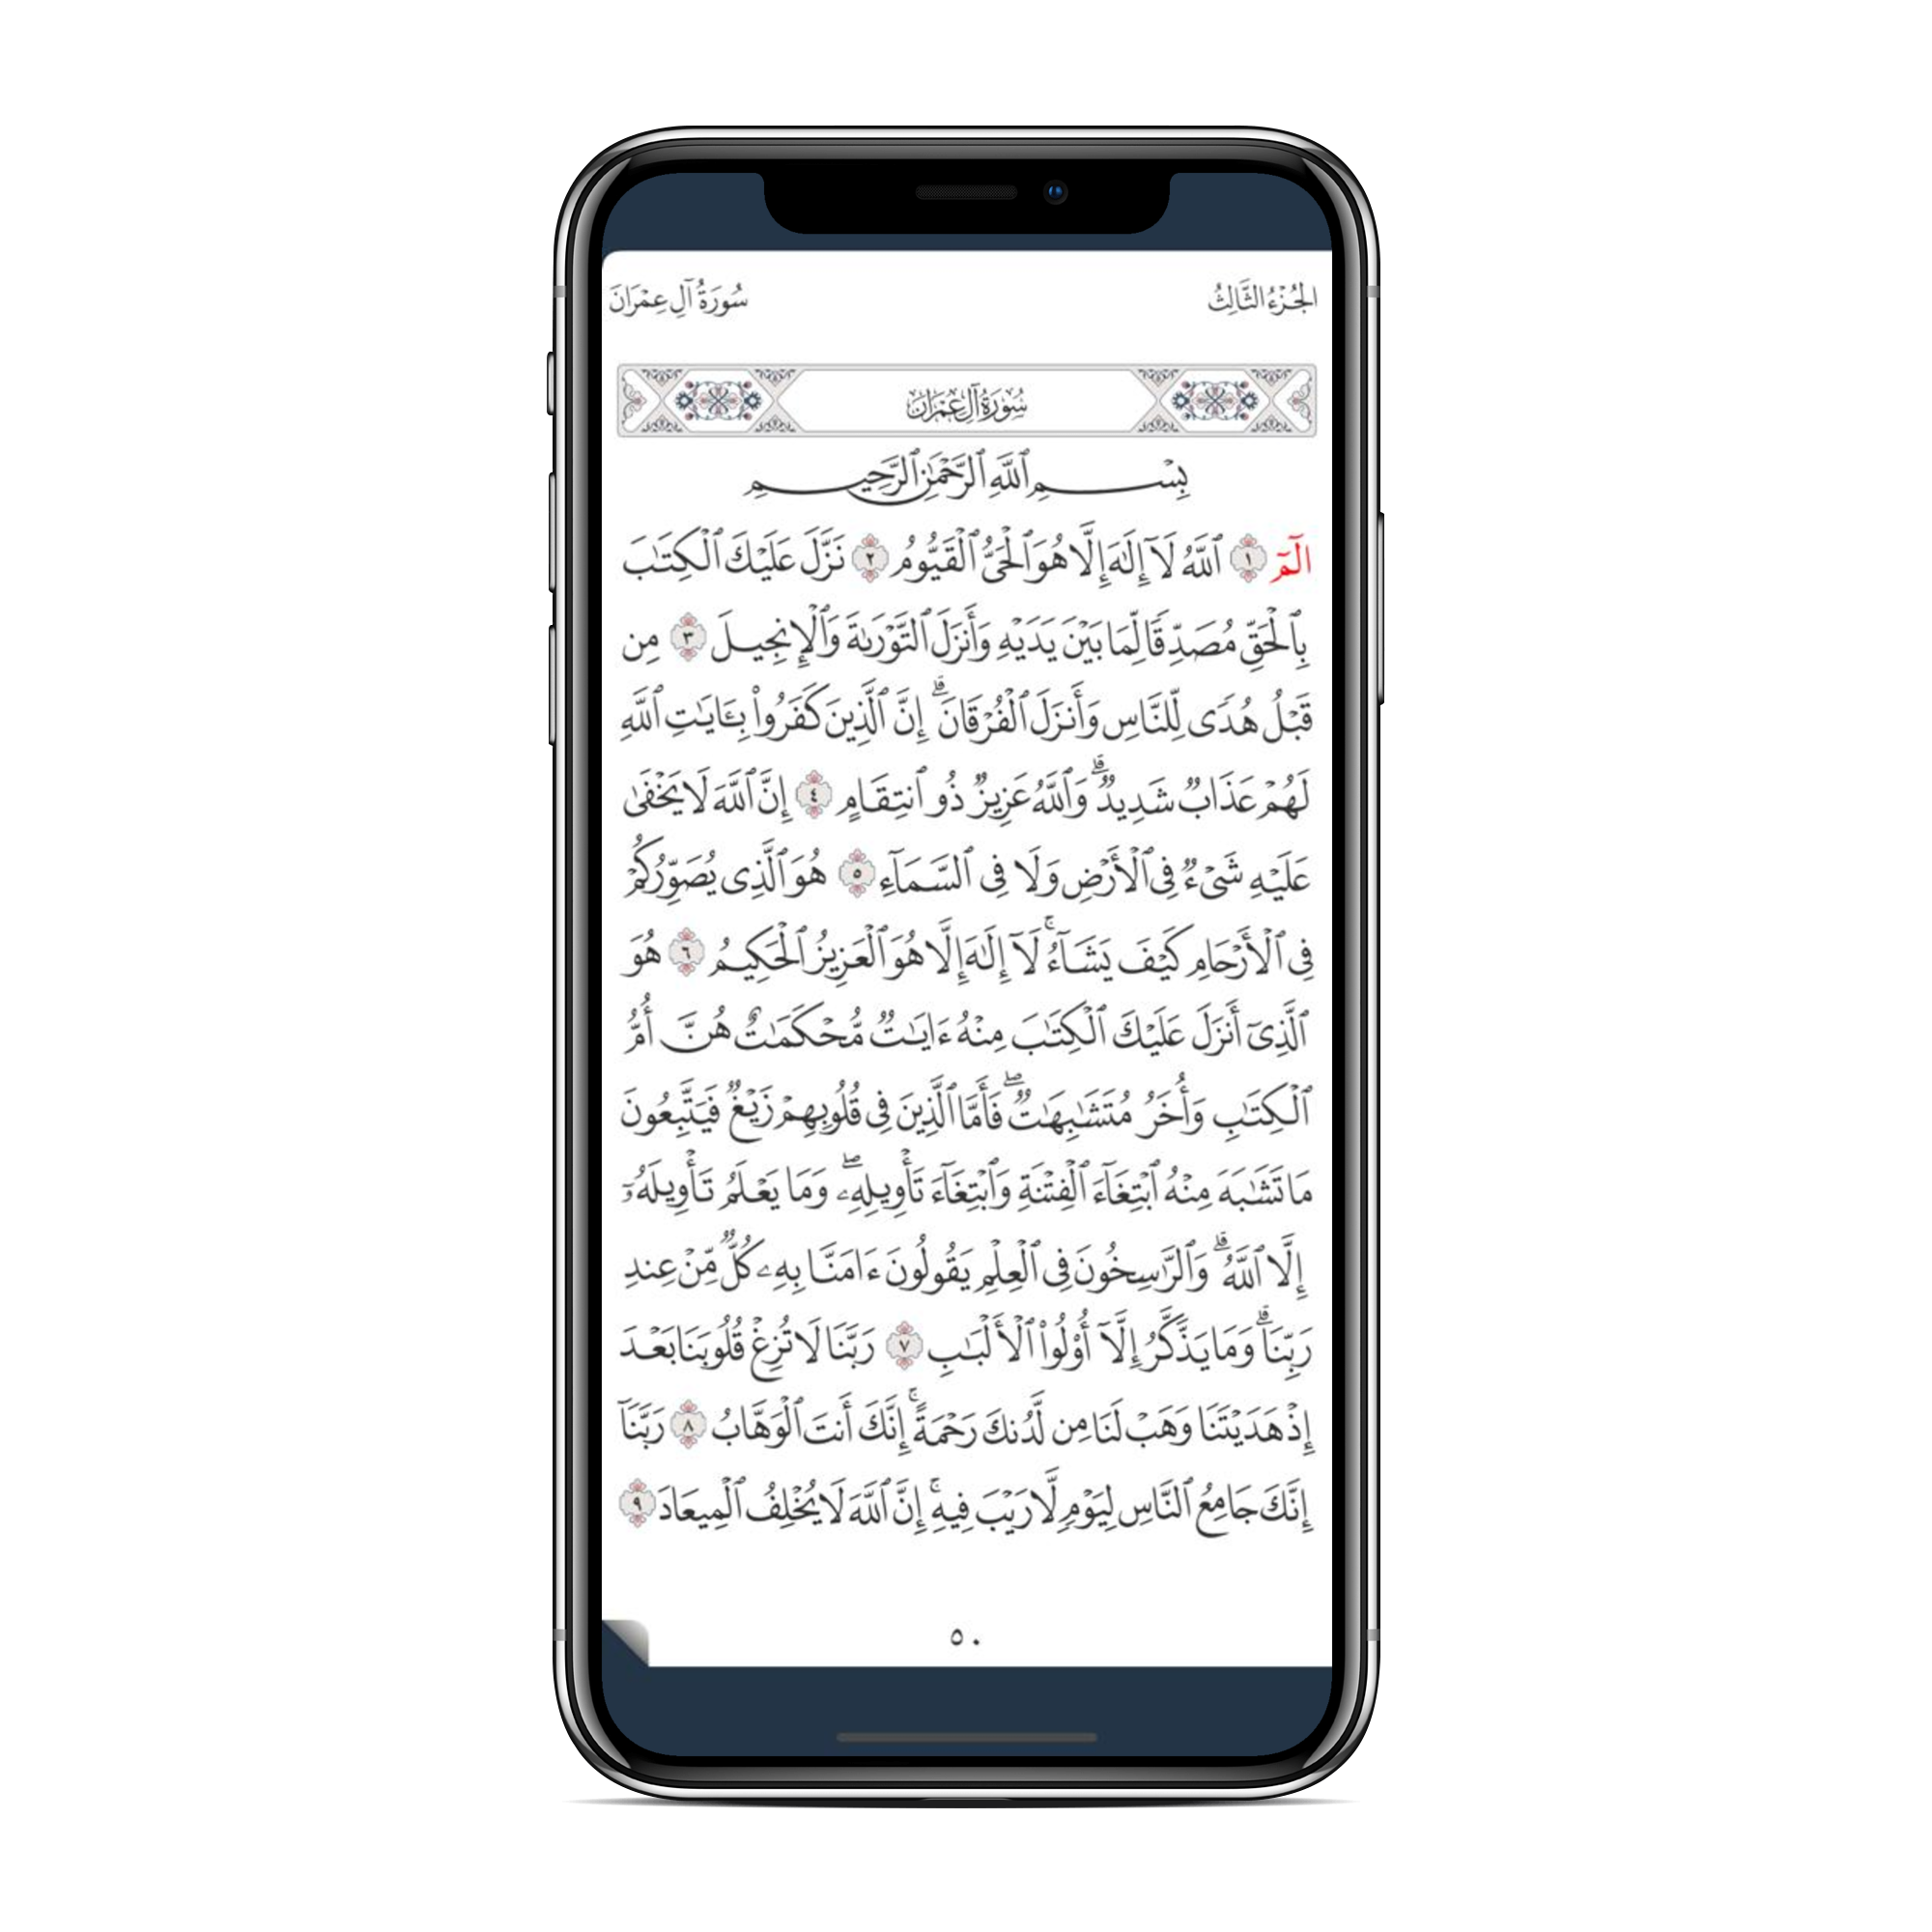 الجُزْءُ الثَّالِثُ
سُورَةُ آلِ عِمْرَانَ
سُورَةُ آلِ عِمْرَان
بِسْمِ ٱللَّهِ ٱلرَّحْمَٰنِ ٱلرَّحِيمِ
الٓمٓ ١ ٱللَّهُ لَآ إِلَٰهَ إِلَّا هُوَ ٱلْحَىُّ ٱلْقَيُّومُ ٢ نَزَّلَ عَلَيْكَ ٱلْكِتَٰبَ
بِٱلْحَقِّ مُصَدِّقًا لِّمَا بَيْنَ يَدَيْهِ وَأَنزَلَ ٱلتَّوْرَىٰةَ وَٱلْإِنجِيلَ ٣ مِن
قَبْلُ هُدًى لِّلنَّاسِ وَأَنزَلَ ٱلْفُرْقَانَ ۗ إِنَّ ٱلَّذِينَ كَفَرُوا۟ بِـَٔايَٰتِ ٱللَّهِ
لَهُمْ عَذَابٌ شَدِيدٌ ۗ وَٱللَّهُ عَزِيزٌ ذُو ٱنتِقَامٍ ٤ إِنَّ ٱللَّهَ لَا يَخْفَىٰ
عَلَيْهِ شَىْءٌ فِى ٱلْأَرْضِ وَلَا فِى ٱلسَّمَآءِ ٥ هُوَ ٱلَّذِى يُصَوِّرُكُمْ
فِى ٱلْأَرْحَامِ كَيْفَ يَشَآءُ ۚ لَآ إِلَٰهَ إِلَّا هُوَ ٱلْعَزِيزُ ٱلْحَكِيمُ ٦ هُوَ
ٱلَّذِىٓ أَنزَلَ عَلَيْكَ ٱلْكِتَٰبَ مِنْهُ ءَايَٰتٌ مُّحْكَمَٰتٌ هُنَّ أُمُّ
ٱلْكِتَٰبِ وَأُخَرُ مُتَشَٰبِهَٰتٌ ۖ فَأَمَّا ٱلَّذِينَ فِى قُلُوبِهِمْ زَيْغٌ فَيَتَّبِعُونَ
مَا تَشَٰبَهَ مِنْهُ ٱبْتِغَآءَ ٱلْفِتْنَةِ وَٱبْتِغَآءَ تَأْوِيلِهِۦ ۖ وَمَا يَعْلَمُ تَأْوِيلَهُۥٓ
إِلَّا ٱللَّهُ ۗ وَٱلرَّٰسِخُونَ فِى ٱلْعِلْمِ يَقُولُونَ ءَامَنَّا بِهِۦ كُلٌّ مِّنْ عِندِ
رَبِّنَا ۗ وَمَا يَذَّكَّرُ إِلَّآ أُو۟لُوا۟ ٱلْأَلْبَٰبِ ٧ رَبَّنَا لَا تُزِغْ قُلُوبَنَا بَعْدَ
إِذْ هَدَيْتَنَا وَهَبْ لَنَا مِن لَّدُنكَ رَحْمَةً ۚ إِنَّكَ أَنتَ ٱلْوَهَّابُ ٨ رَبَّنَآ
إِنَّكَ جَامِعُ ٱلنَّاسِ لِيَوْمٍ لَّا رَيْبَ فِيهِ ۚ إِنَّ ٱللَّهَ لَا يُخْلِفُ ٱلْمِيعَادَ ٩
٥٠